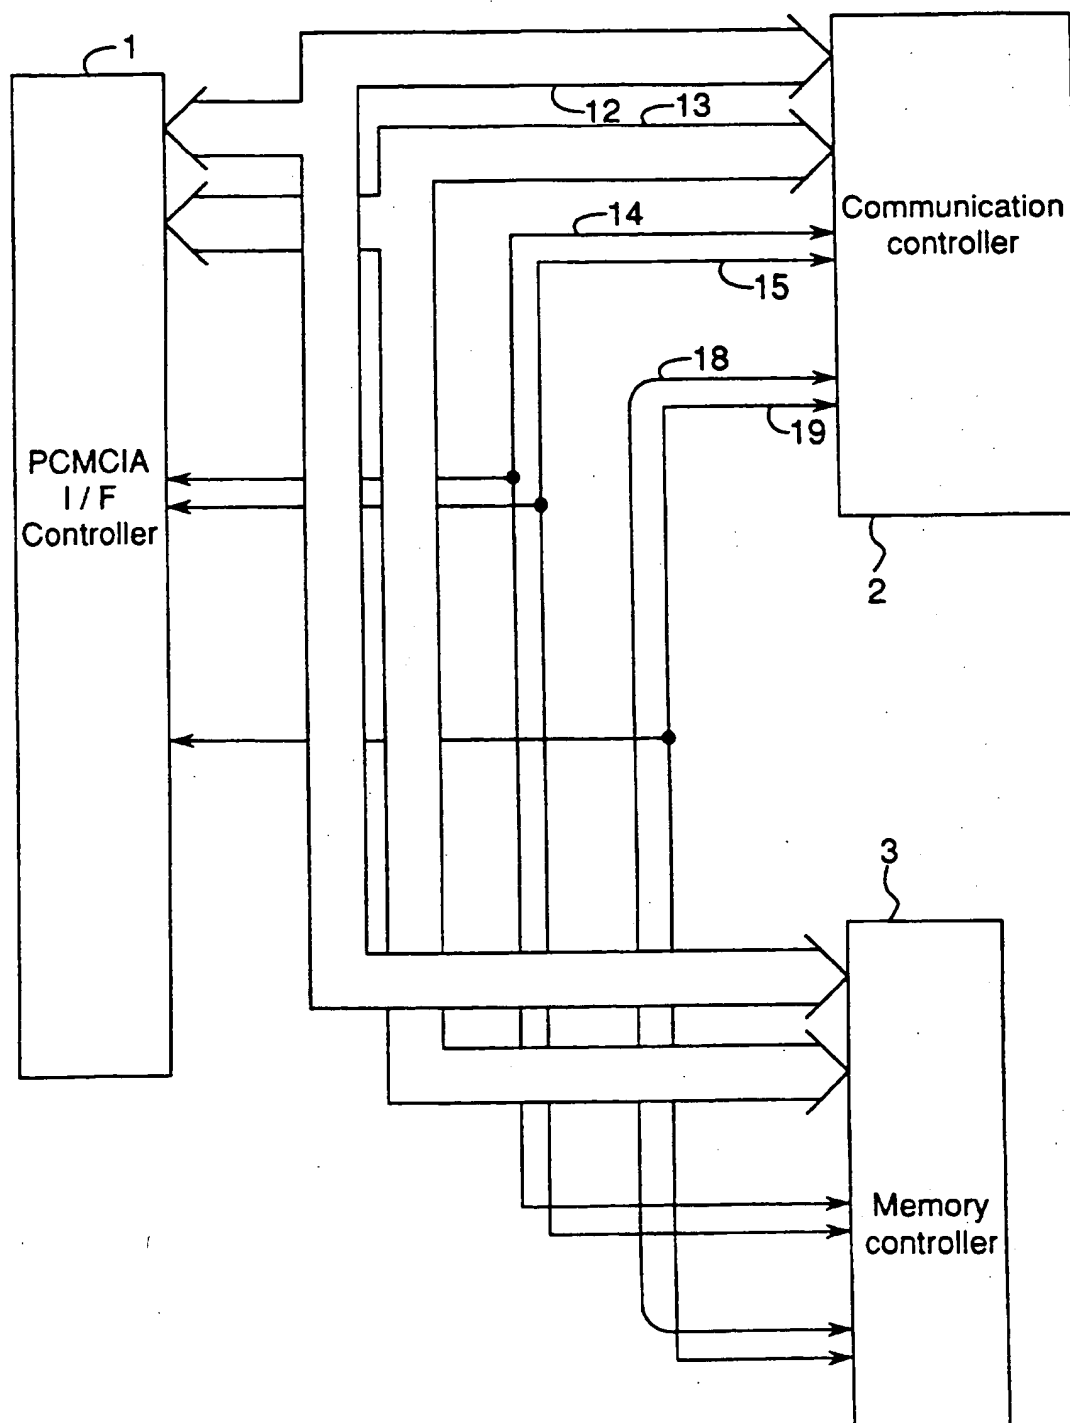 1
12
13
14
15
18
19
Communication
controller
2
PCMCIA
I / F
Controller
3
Memory
controller